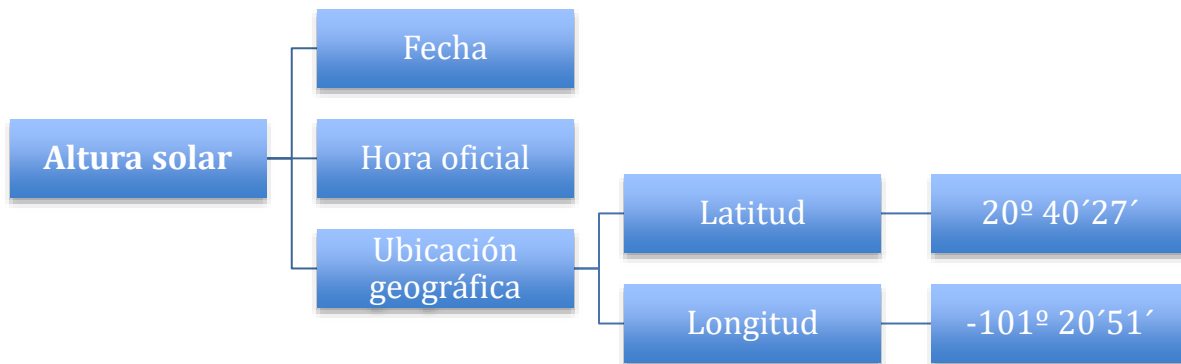 Altura solar
Fecha
Hora oficial
Ubicación
geográfica
Latitud
20º 40´27´
Longitud
-101º 20´51´